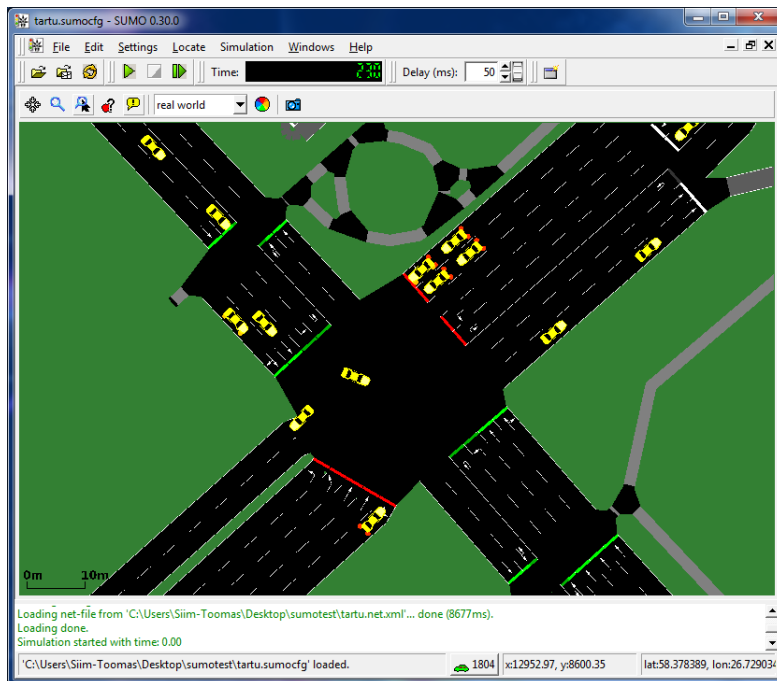 tartu.sumocfg - SUMO 0.30.0
File Edit Settings Locate Simulation Windows Help
Time: 230 Delay (ms): 50
real world
0m 10m
Loading net-file from 'C:\Users\Siim-Toomas\Desktop\sumotest\tartu.net.xml'... done (8677ms).
Loading done.
Simulation started with time: 0.00
'C:\Users\Siim-Toomas\Desktop\sumotest\tartu.sumocfg' loaded. 1804 x:12952.97, y:8600.35 lat:58.378389, lon:26.729034